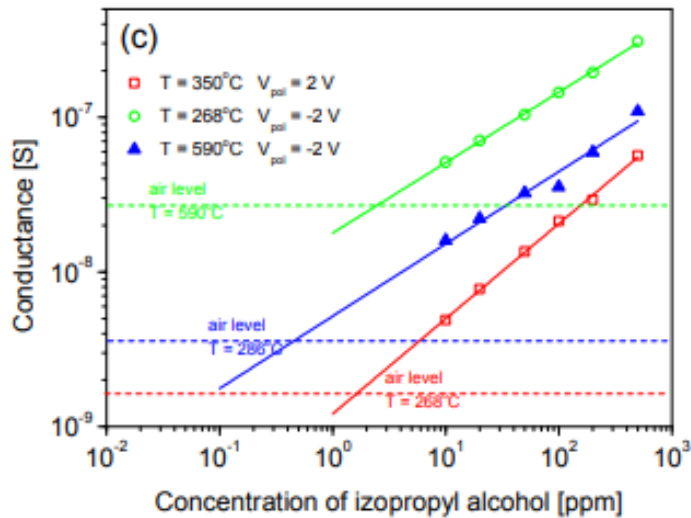 (c)
T = 350°C V_pol = 2 V
T = 268°C V_pol = -2 V
T = 590°C V_pol = -2 V
10^-7
air level
T = 590°C
Conductance [S]
10^-8
air level
T = 286°C
air level
T = 268°C
10^-9
10^-2 10^-1 10^0 10^1 10^2 10^3
Concentration of izopropyl alcohol [ppm]